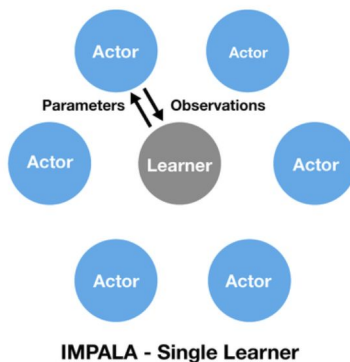 Actor
Actor
Parameters
Observations
Actor
Learner
Actor
Actor
Actor
IMPALA - Single Learner